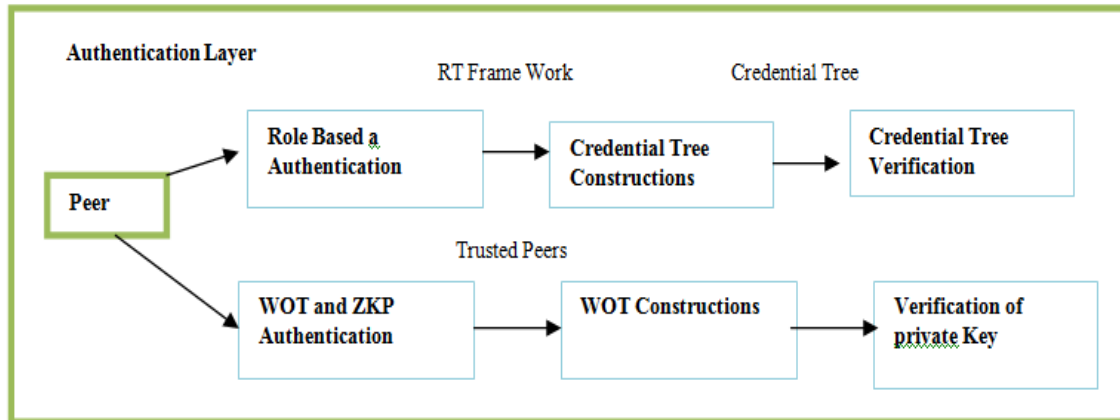 Authentication Layer
RT Frame Work
Credential Tree
Role Based a
Authentication
Credential Tree
Constructions
Credential Tree
Verification
Peer
Trusted Peers
WOT and ZKP
Authentication
WOT Constructions
Verification of
private Key